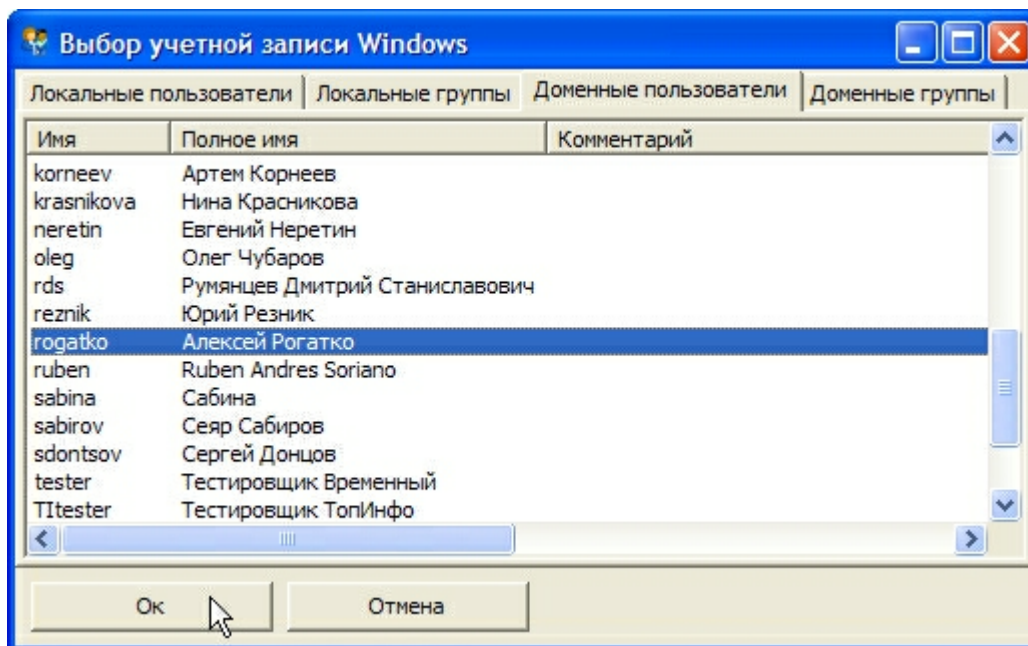 Выбор учетной записи Windows
Локальные пользователи Локальные группы Доменные пользователи Доменные группы
Имя Полное имя Комментарий
korneev Артем Корнеев
krasnikova Нина Красникова
neretin Евгений Неретин
oleg Олег Чубаров
rds Румянцев Дмитрий Станиславович
reznik Юрий Резник
rogatko Алексей Рогатко
ruben Ruben Andres Soriano
sabina Сабина
sabirov Сеяр Сабиров
sdontsov Сергей Донцов
tester Тестировщик Временный
TItester Тестировщик ТопИнфо
Ок Отмена